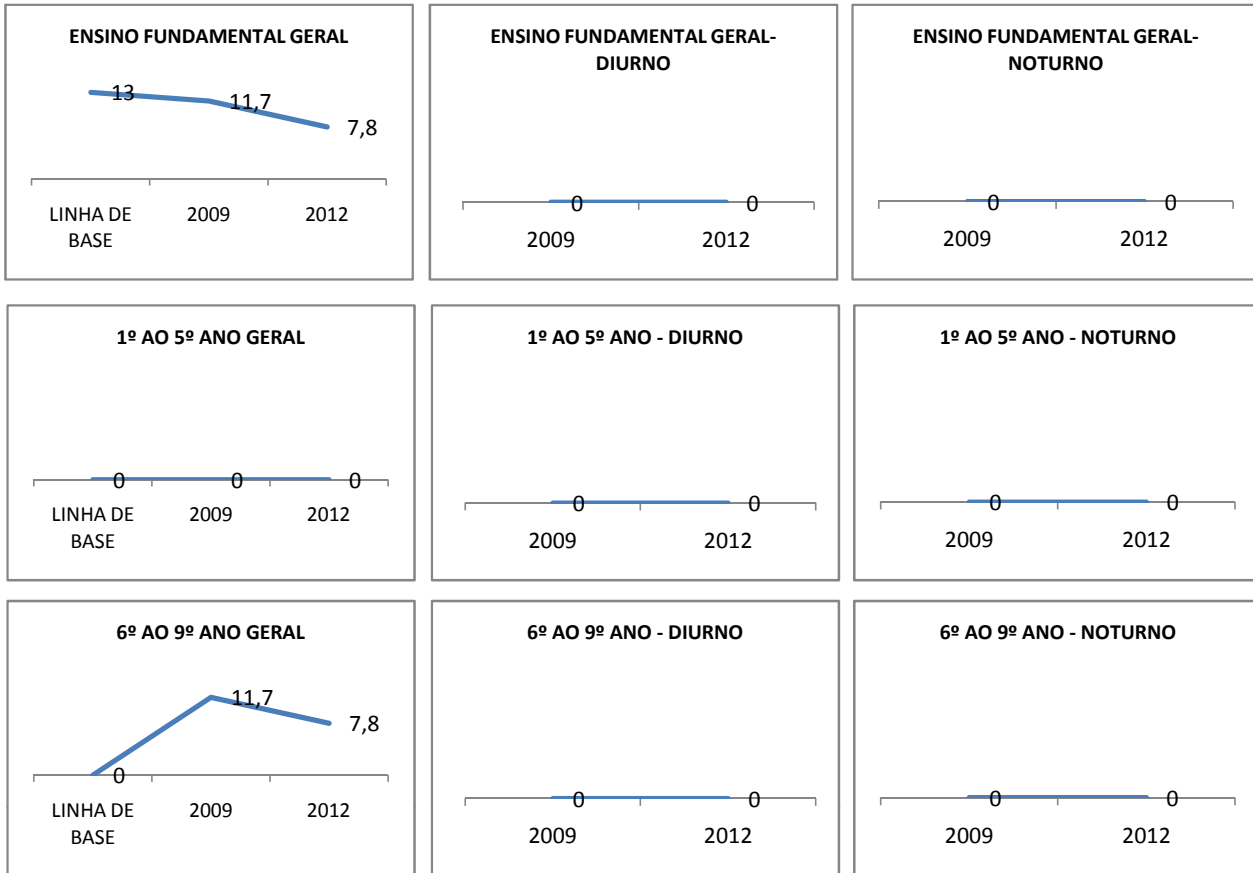 ENSINO FUNDAMENTAL GERAL
13
11,7
7,8
LINHA DE
BASE
2009
2012
ENSINO FUNDAMENTAL GERAL-
DIURNO
0
0
2009
2012
ENSINO FUNDAMENTAL GERAL-
NOTURNO
0
0
2009
2012
1º AO 5º ANO GERAL
0
0
0
LINHA DE
BASE
2009
2012
1º AO 5º ANO - DIURNO
0
0
2009
2012
1º AO 5º ANO - NOTURNO
0
0
2009
2012
6º AO 9º ANO GERAL
11,7
7,8
0
LINHA DE
BASE
2009
2012
6º AO 9º ANO - DIURNO
0
0
2009
2012
6º AO 9º ANO - NOTURNO
0
0
2009
2012